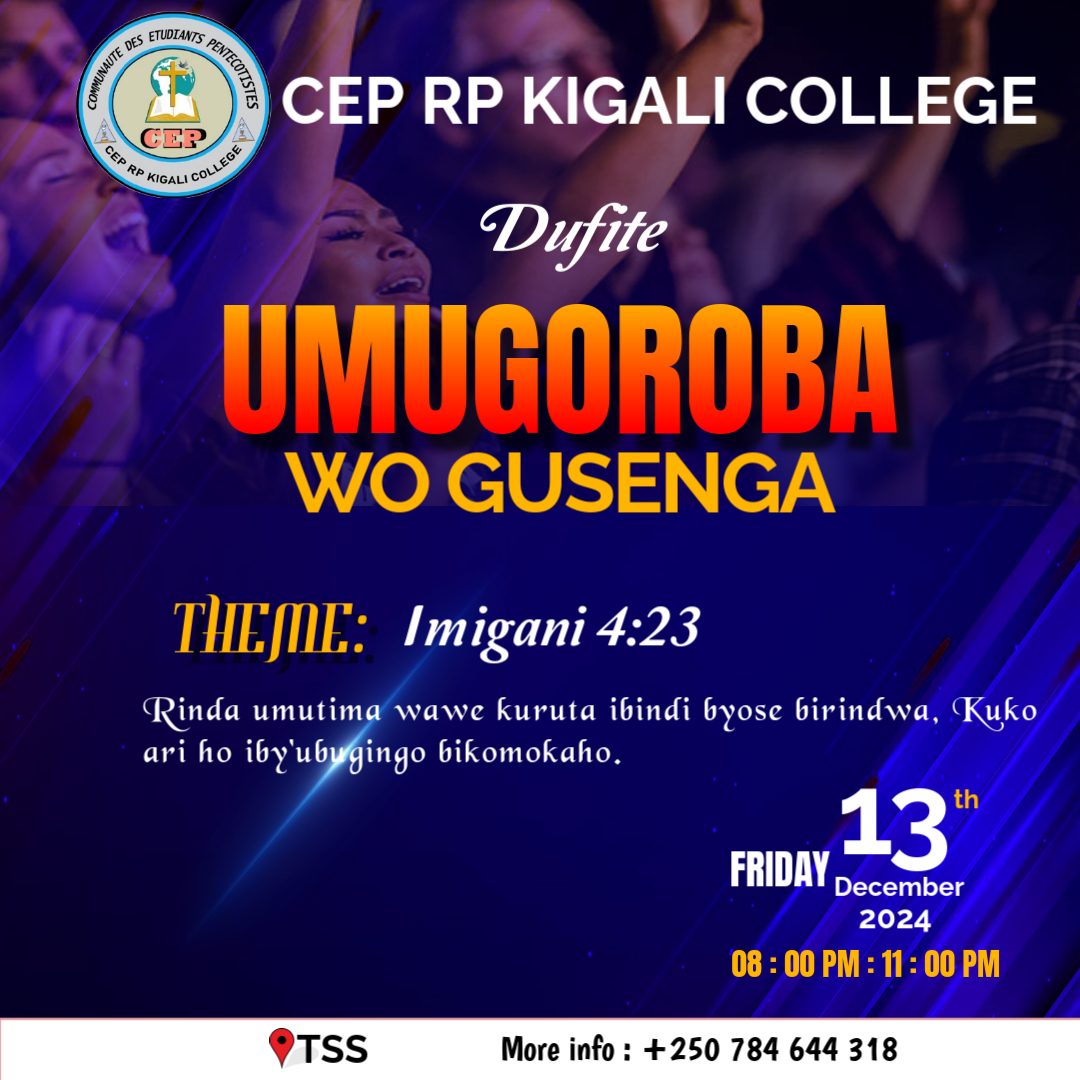 COMMUNAUTE DES ETUDIANTS PENTECOTISTES
CEP
CEP RP KIGALI COLLEGE
CEP RP KIGALI COLLEGE
Dufite
UMUGOROBA
WO GUSENGA
THEME: Imigani 4:23
Rinda umutima wawe kuruta ibindi byose birindwa, Kuko
ari ho iby'ubugingo bikomokaho.
FRIDAY 13th
December
2024
08 : 00 PM : 11 : 00 PM
TSS
More info : +250 784 644 318